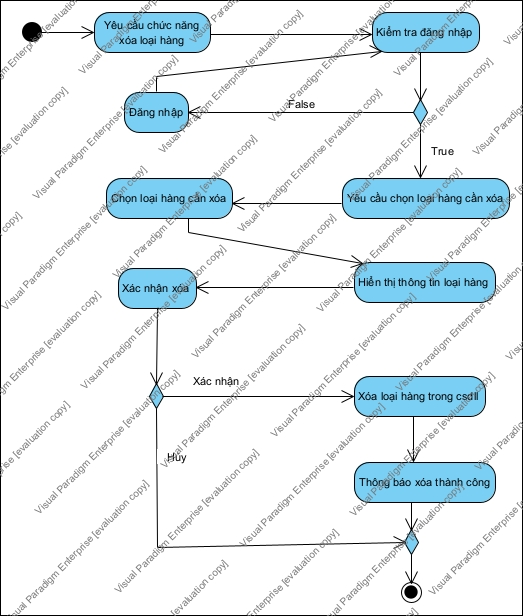 Yêu cầu chức năng
xóa loại hàng
Kiểm tra đăng nhập
Đăng nhập
False
True
Chọn loại hàng cần xóa
Yêu cầu chọn loại hàng cần xóa
Xác nhận xóa
Hiển thị thông tin loại hàng
Xác nhận
Xóa loại hàng trong csdll
Hủy
Thông báo xóa thành công
Visual Paradigm Enterprise [evaluation copy]